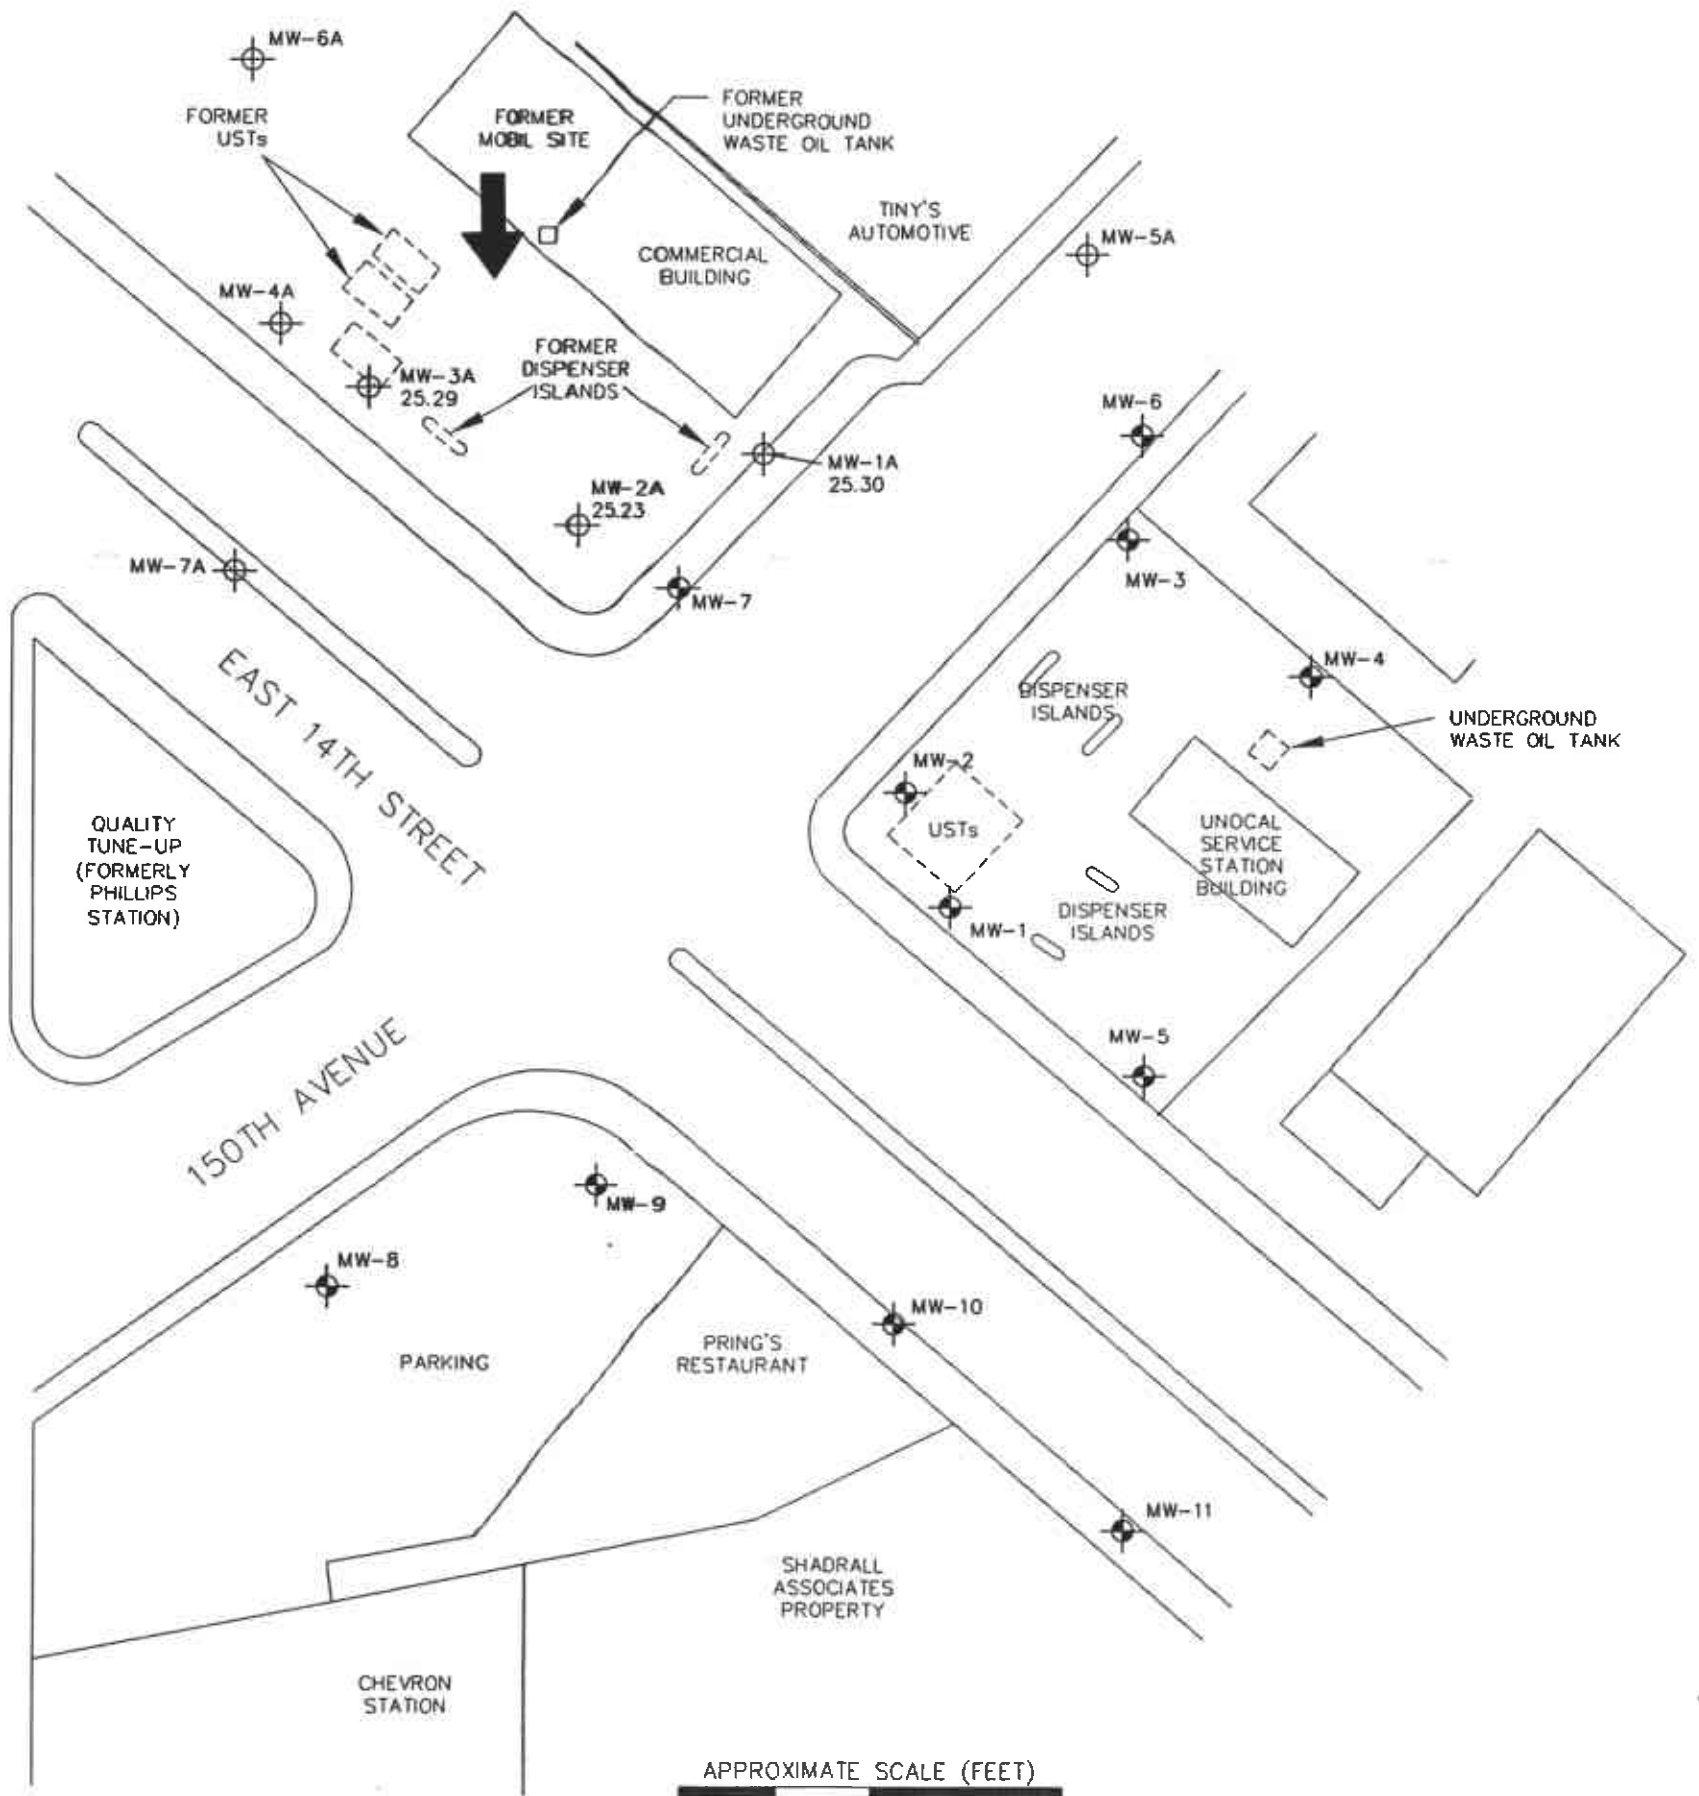 MW-6A
FORMER
USTs
FORMER
MOBIL SITE
FORMER
UNDERGROUND
WASTE OIL TANK
TINY'S
AUTOMOTIVE
MW-5A
COMMERCIAL
BUILDING
MW-4A
FORMER
DISPENSER
ISLANDS
MW-3A
25.29
MW-6
MW-1A
25.30
MW-2A
25.23
MW-7A
MW-7
MW-3
MW-4
EAST 14TH STREET
DISPENSER
ISLANDS
UNDERGROUND
WASTE OIL TANK
MW-2
USTs
QUALITY
TUNE-UP
(FORMERLY
PHILLIPS
STATION)
UNOCAL
SERVICE
STATION
BUILDING
MW-1
DISPENSER
ISLANDS
MW-5
150TH AVENUE
MW-9
MW-8
MW-10
PARKING
PRING'S
RESTAURANT
MW-11
SHADRALL
ASSOCIATES
PROPERTY
CHEVRON
STATION
APPROXIMATE SCALE (FEET)